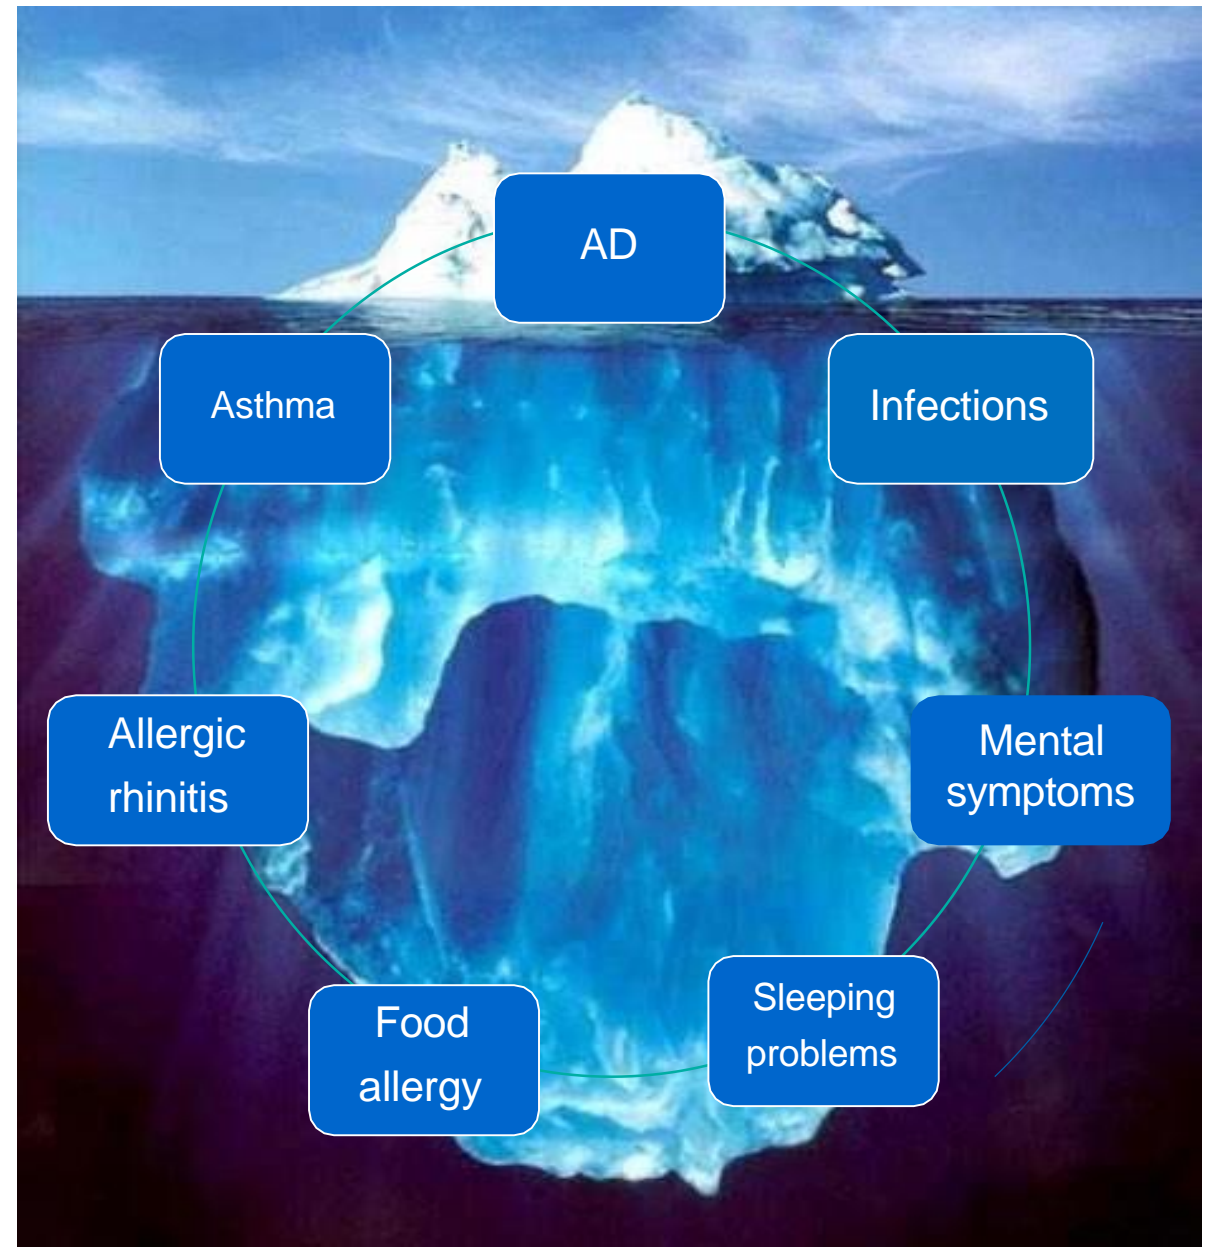 AD
Asthma
Infections
Allergic
rhinitis
Mental
symptoms
Food
allergy
Sleeping
problems